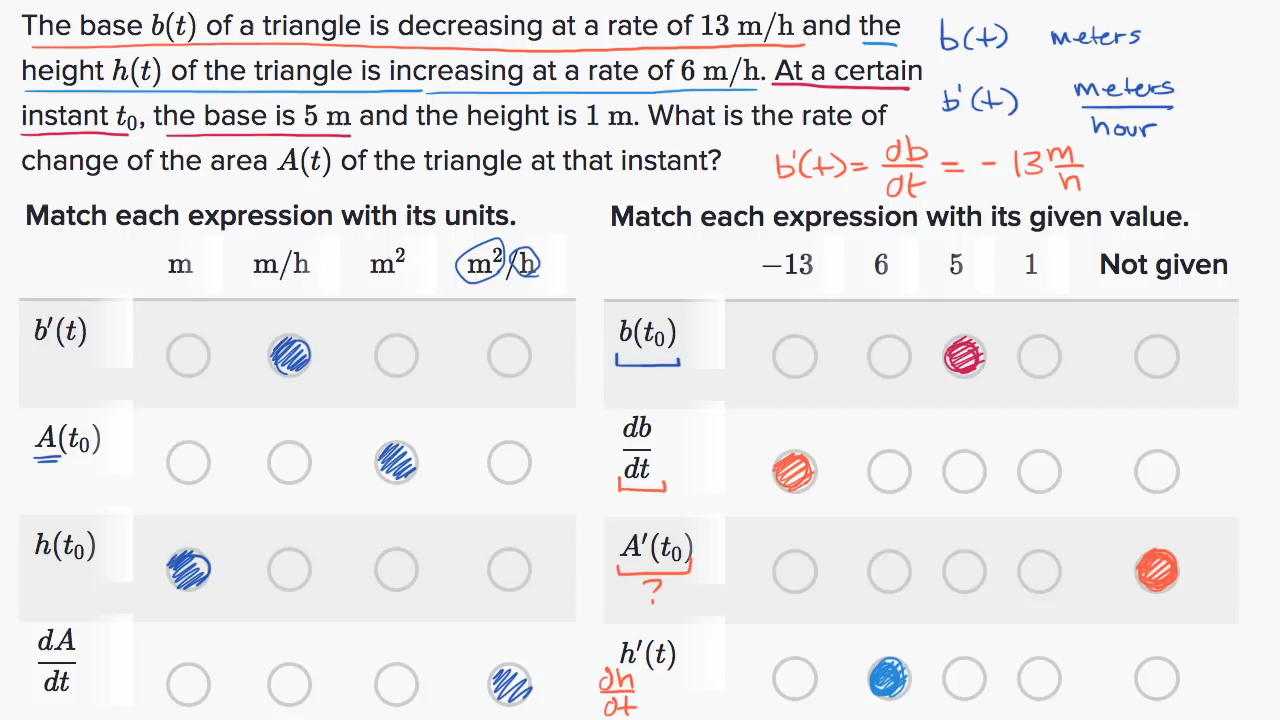 The base b(t) of a triangle is decreasing at a rate of 13 m/h and the
height h(t) of the triangle is increasing at a rate of 6 m/h. At a certain
instant t₀, the base is 5 m and the height is 1 m. What is the rate of
change of the area A(t) of the triangle at that instant?
b(t) meters
b'(t) meters/hour
b'(t) = db/dt = - 13 m/h
Match each expression with its units.
m m/h m² m²/h
b′(t)
A(t₀)
h(t₀)
dA/dt
Match each expression with its given value.
−13 6 5 1 Not given
b(t₀)
db/dt
A′(t₀)
?
h′(t)
dh/dt